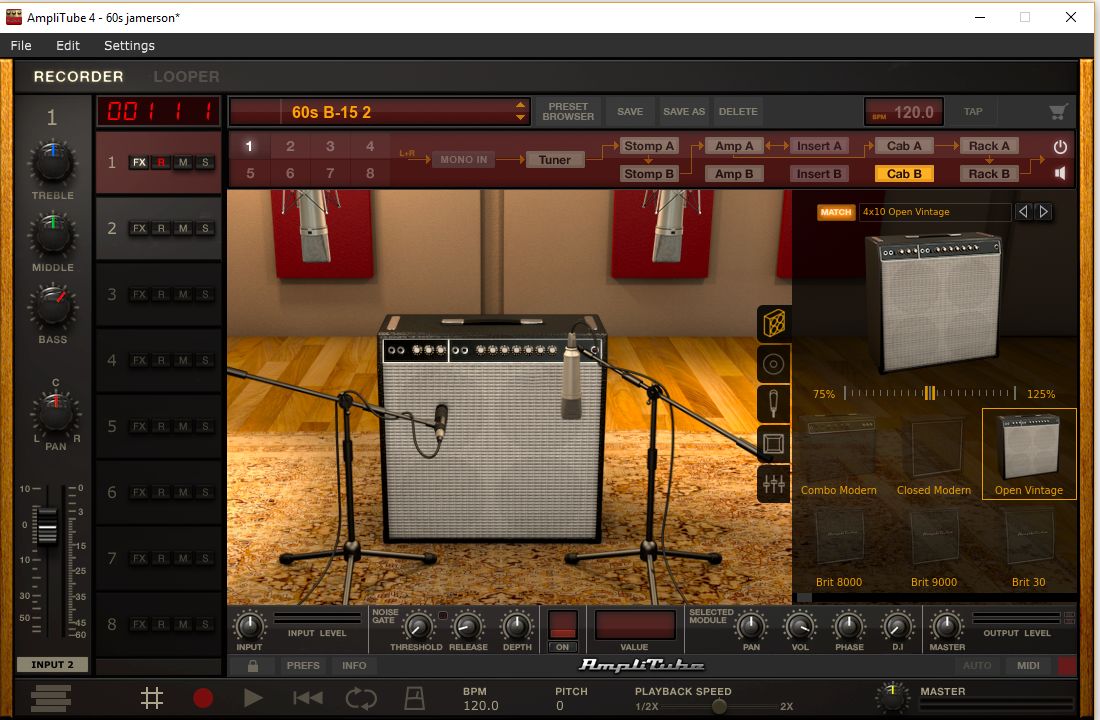 AmpliTube 4 - 60s jamerson*
File Edit Settings
RECORDER LOOPER
1
TREBLE
MIDDLE
BASS
C
L R
PAN
10 0
3
0
15
10 25
30 35
50 45
60
INPUT 2
00111 1
1 FX R M S
2 FX R M S
3 FX R M S
4 FX R M S
5 FX R M S
6 FX R M S
7 FX R M S
8 FX R M S
60s B-15 2
PRESET BROWSER
SAVE SAVE AS DELETE
BPM 120.0 TAP
1 2 3 4
5 6 7 8
L+R MONO IN Tuner
Stomp A Amp A Insert A Cab A Rack A
Stomp B Amp B Insert B Cab B Rack B
MATCH 4x10 Open Vintage
75% 125%
Combo Modern Closed Modern Open Vintage
Brit 8000 Brit 9000 Brit 30
INPUT
INPUT LEVEL
NOISE GATE
THRESHOLD RELEASE DEPTH
ON
VALUE
SELECTED MODULE
PAN VOL PHASE D.I
MASTER
OUTPUT LEVEL
PREFS INFO
AmpliTube
AUTO MIDI
BPM
120.0
PITCH
0
PLAYBACK SPEED
1/2X 2X
MASTER